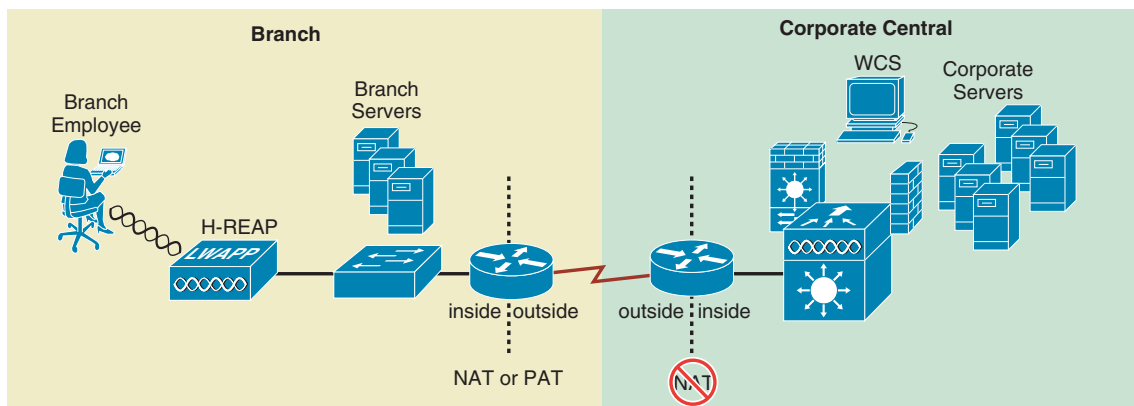 Branch
Corporate Central
Branch
Employee
Branch
Servers
WCS
Corporate
Servers
H-REAP
LWAPP
inside
outside
outside
inside
NAT or PAT
NAT